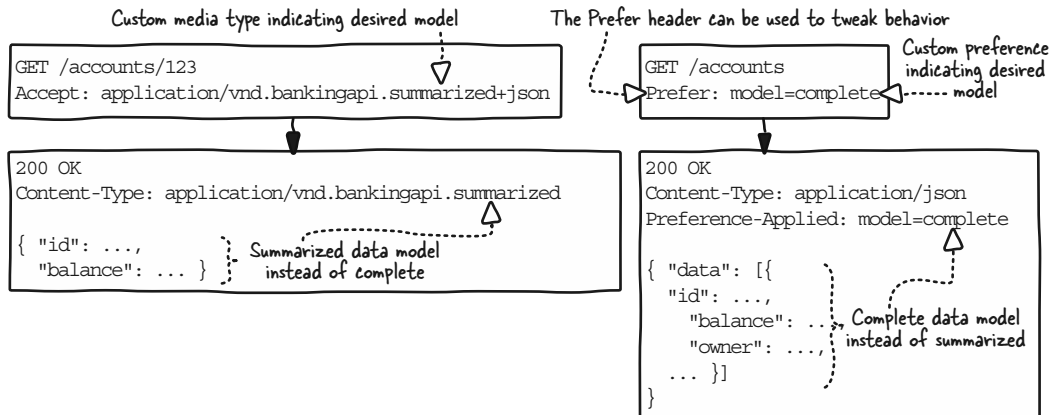 Custom media type indicating desired model
GET /accounts/123
Accept: application/vnd.bankingapi.summarized+json
200 OK
Content-Type: application/vnd.bankingapi.summarized
{ "id": ...,
"balance": ... }
Summarized data model
instead of complete
The Prefer header can be used to tweak behavior
GET /accounts
Prefer: model=complete
Custom preference
indicating desired
model
200 OK
Content-Type: application/json
Preference-Applied: model=complete
{ "data": [{
"id": ...,
"balance": ..
"owner": ...,
... }]
}
Complete data model
instead of summarized